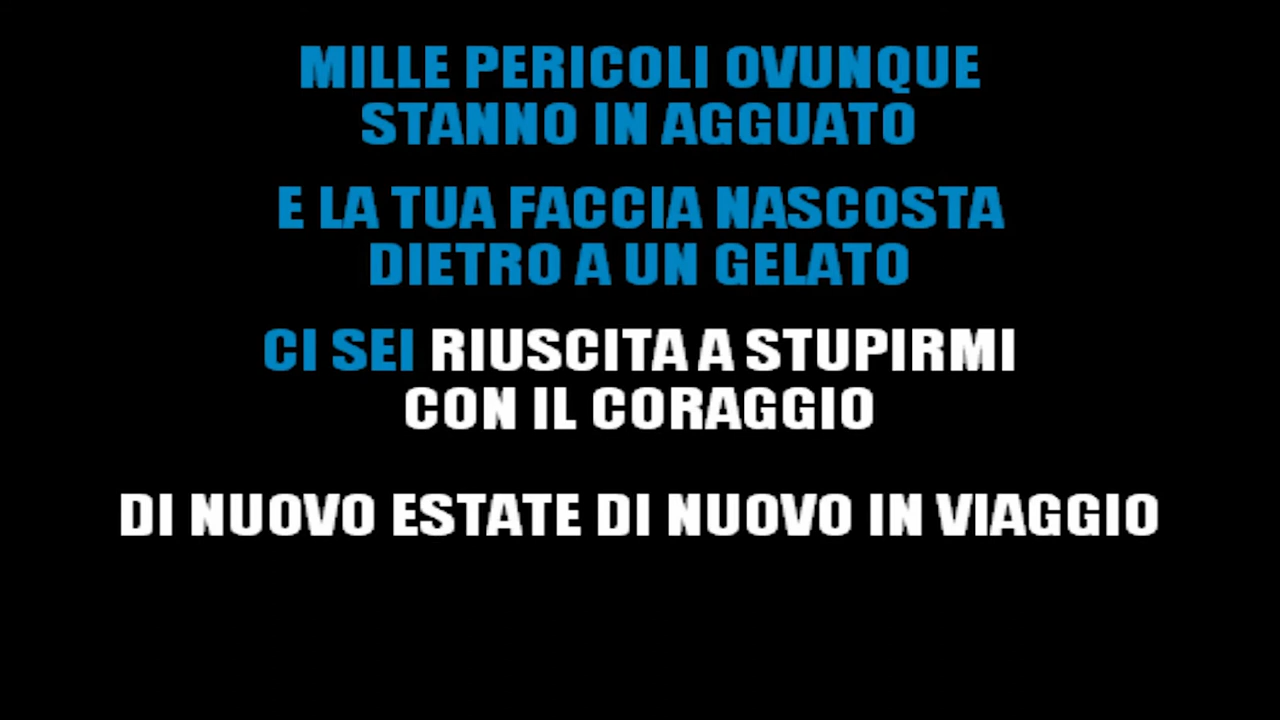 MILLE PERICOLI OVUNQUE
STANNO IN AGGUATO
E LA TUA FACCIA NASCOSTA
DIETRO A UN GELATO
CI SEI RIUSCITA A STUPIRMI
CON IL CORAGGIO
DI NUOVO ESTATE DI NUOVO IN VIAGGIO